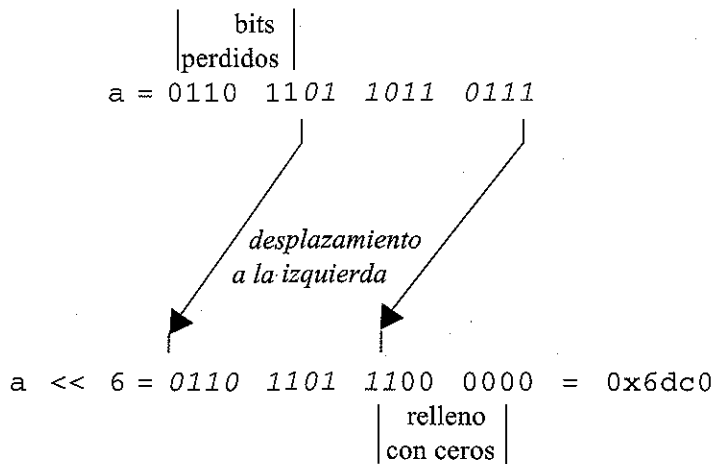 bits
perdidos
a = 0110 1101 1011 0111
desplazamiento
a la izquierda
a << 6 = 0110 1101 1100 0000 = 0x6dc0
relleno
con ceros